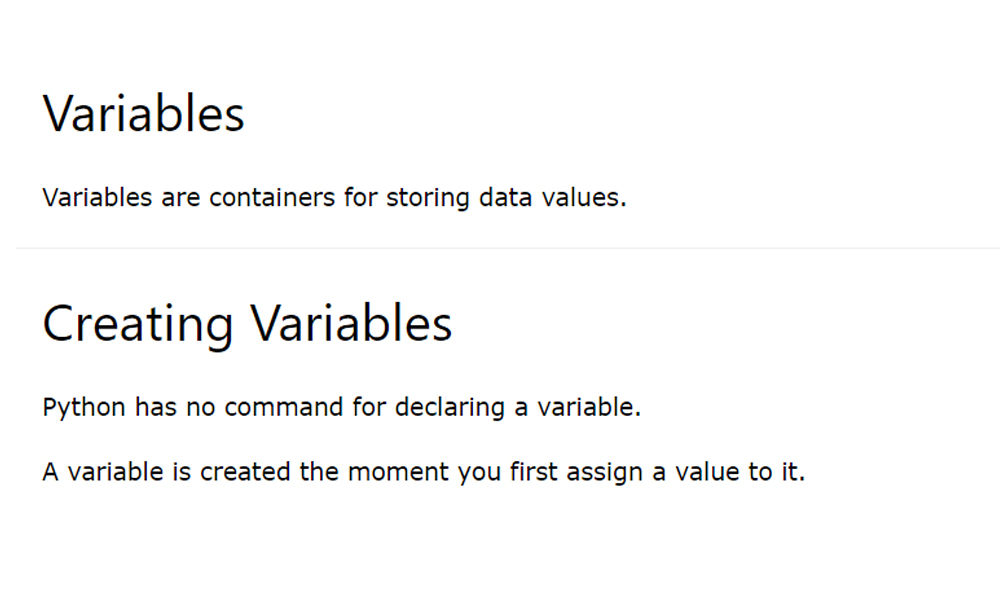 Variables
Variables are containers for storing data values.
Creating Variables
Python has no command for declaring a variable.
A variable is created the moment you first assign a value to it.